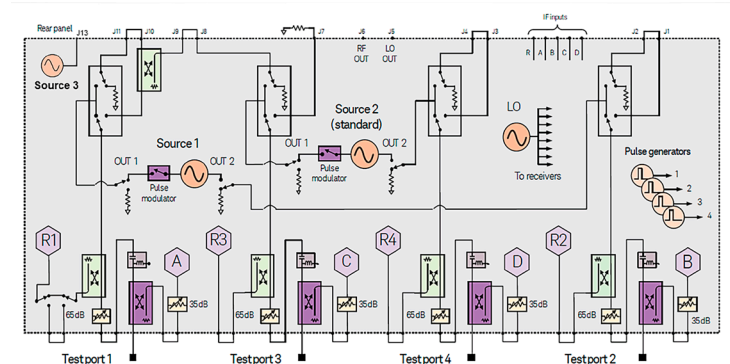 Rear panel
J13
J11
J10
J9
J8
J7
J6
J5
J4
J3
IF inputs
J2
J1
RF
OUT
LO
OUT
R A B C D
Source 3
Source 2
(standard)
LO
Source 1
OUT 1
OUT 2
Pulse
modulator
OUT 1
OUT 2
Pulse
modulator
To receivers
Pulse generators
1
2
3
4
R1
A
R3
C
R4
D
R2
B
65dB
35dB
65dB
35dB
65dB
35dB
65dB
35dB
Test port 1
Test port 3
Test port 4
Test port 2